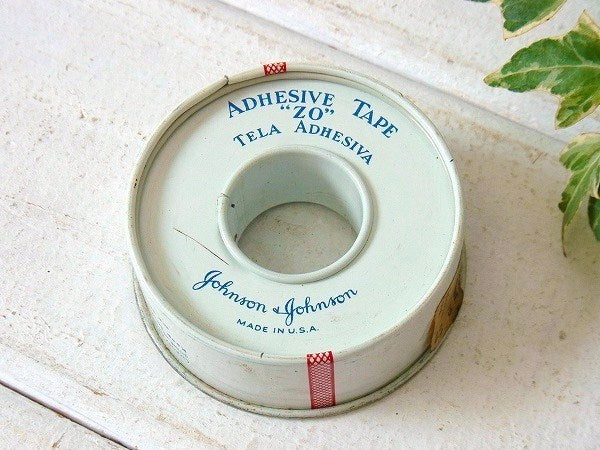 ADHESIVE TAPE
"ZO"
TELA ADHESIVA
Johnson & Johnson
MADE IN U.S.A.